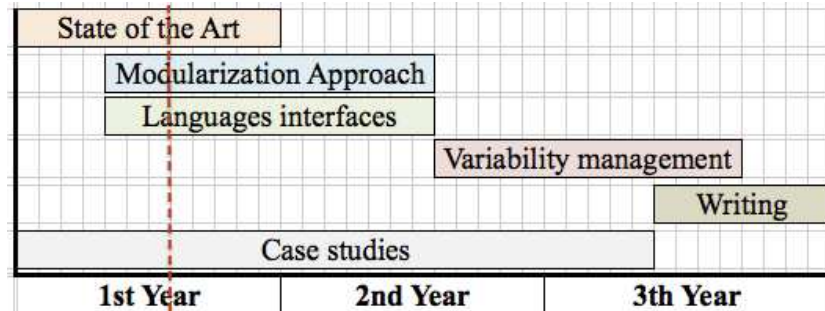 State of the Art
Modularization Approach
Languages interfaces
Variability management
Writing
Case studies
1st Year 2nd Year 3th Year